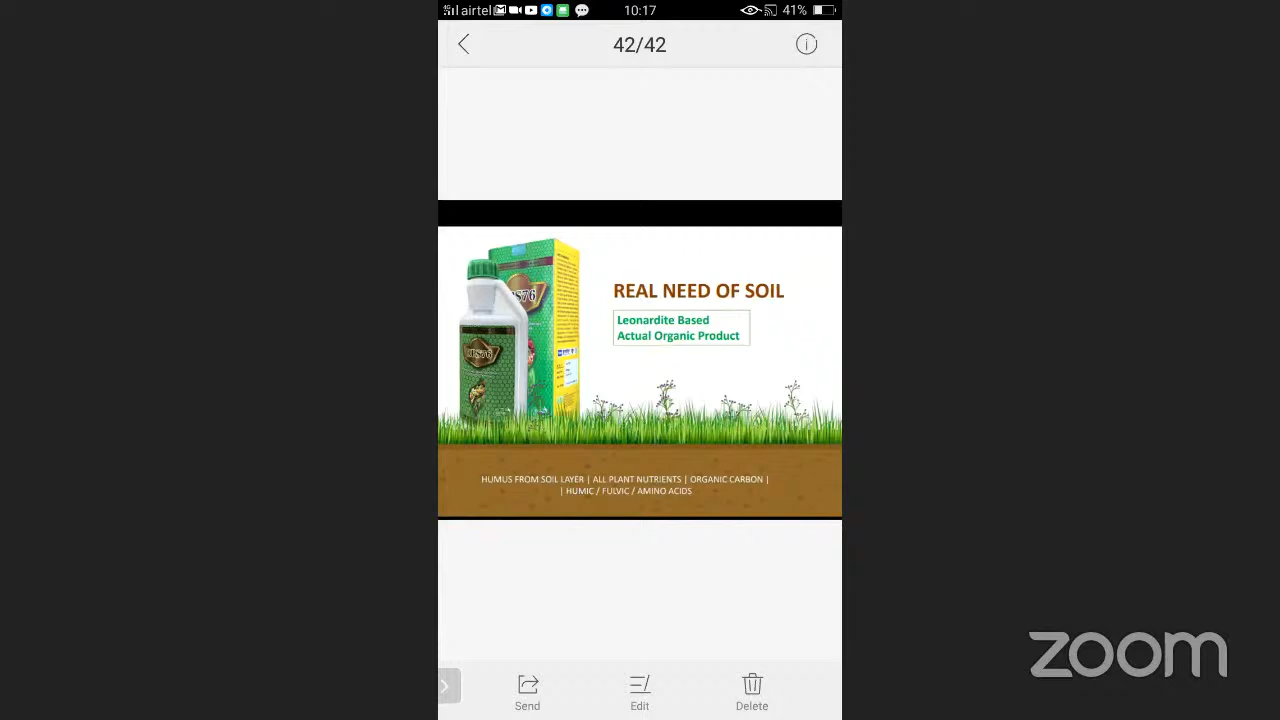 airtel 10:17 41%
42/42
REAL NEED OF SOIL
Leonardite Based
Actual Organic Product
HUMUS FROM SOIL LAYER | ALL PLANT NUTRIENTS | ORGANIC CARBON |
| HUMIC / FULVIC / AMINO ACIDS
Send Edit Delete
zoom